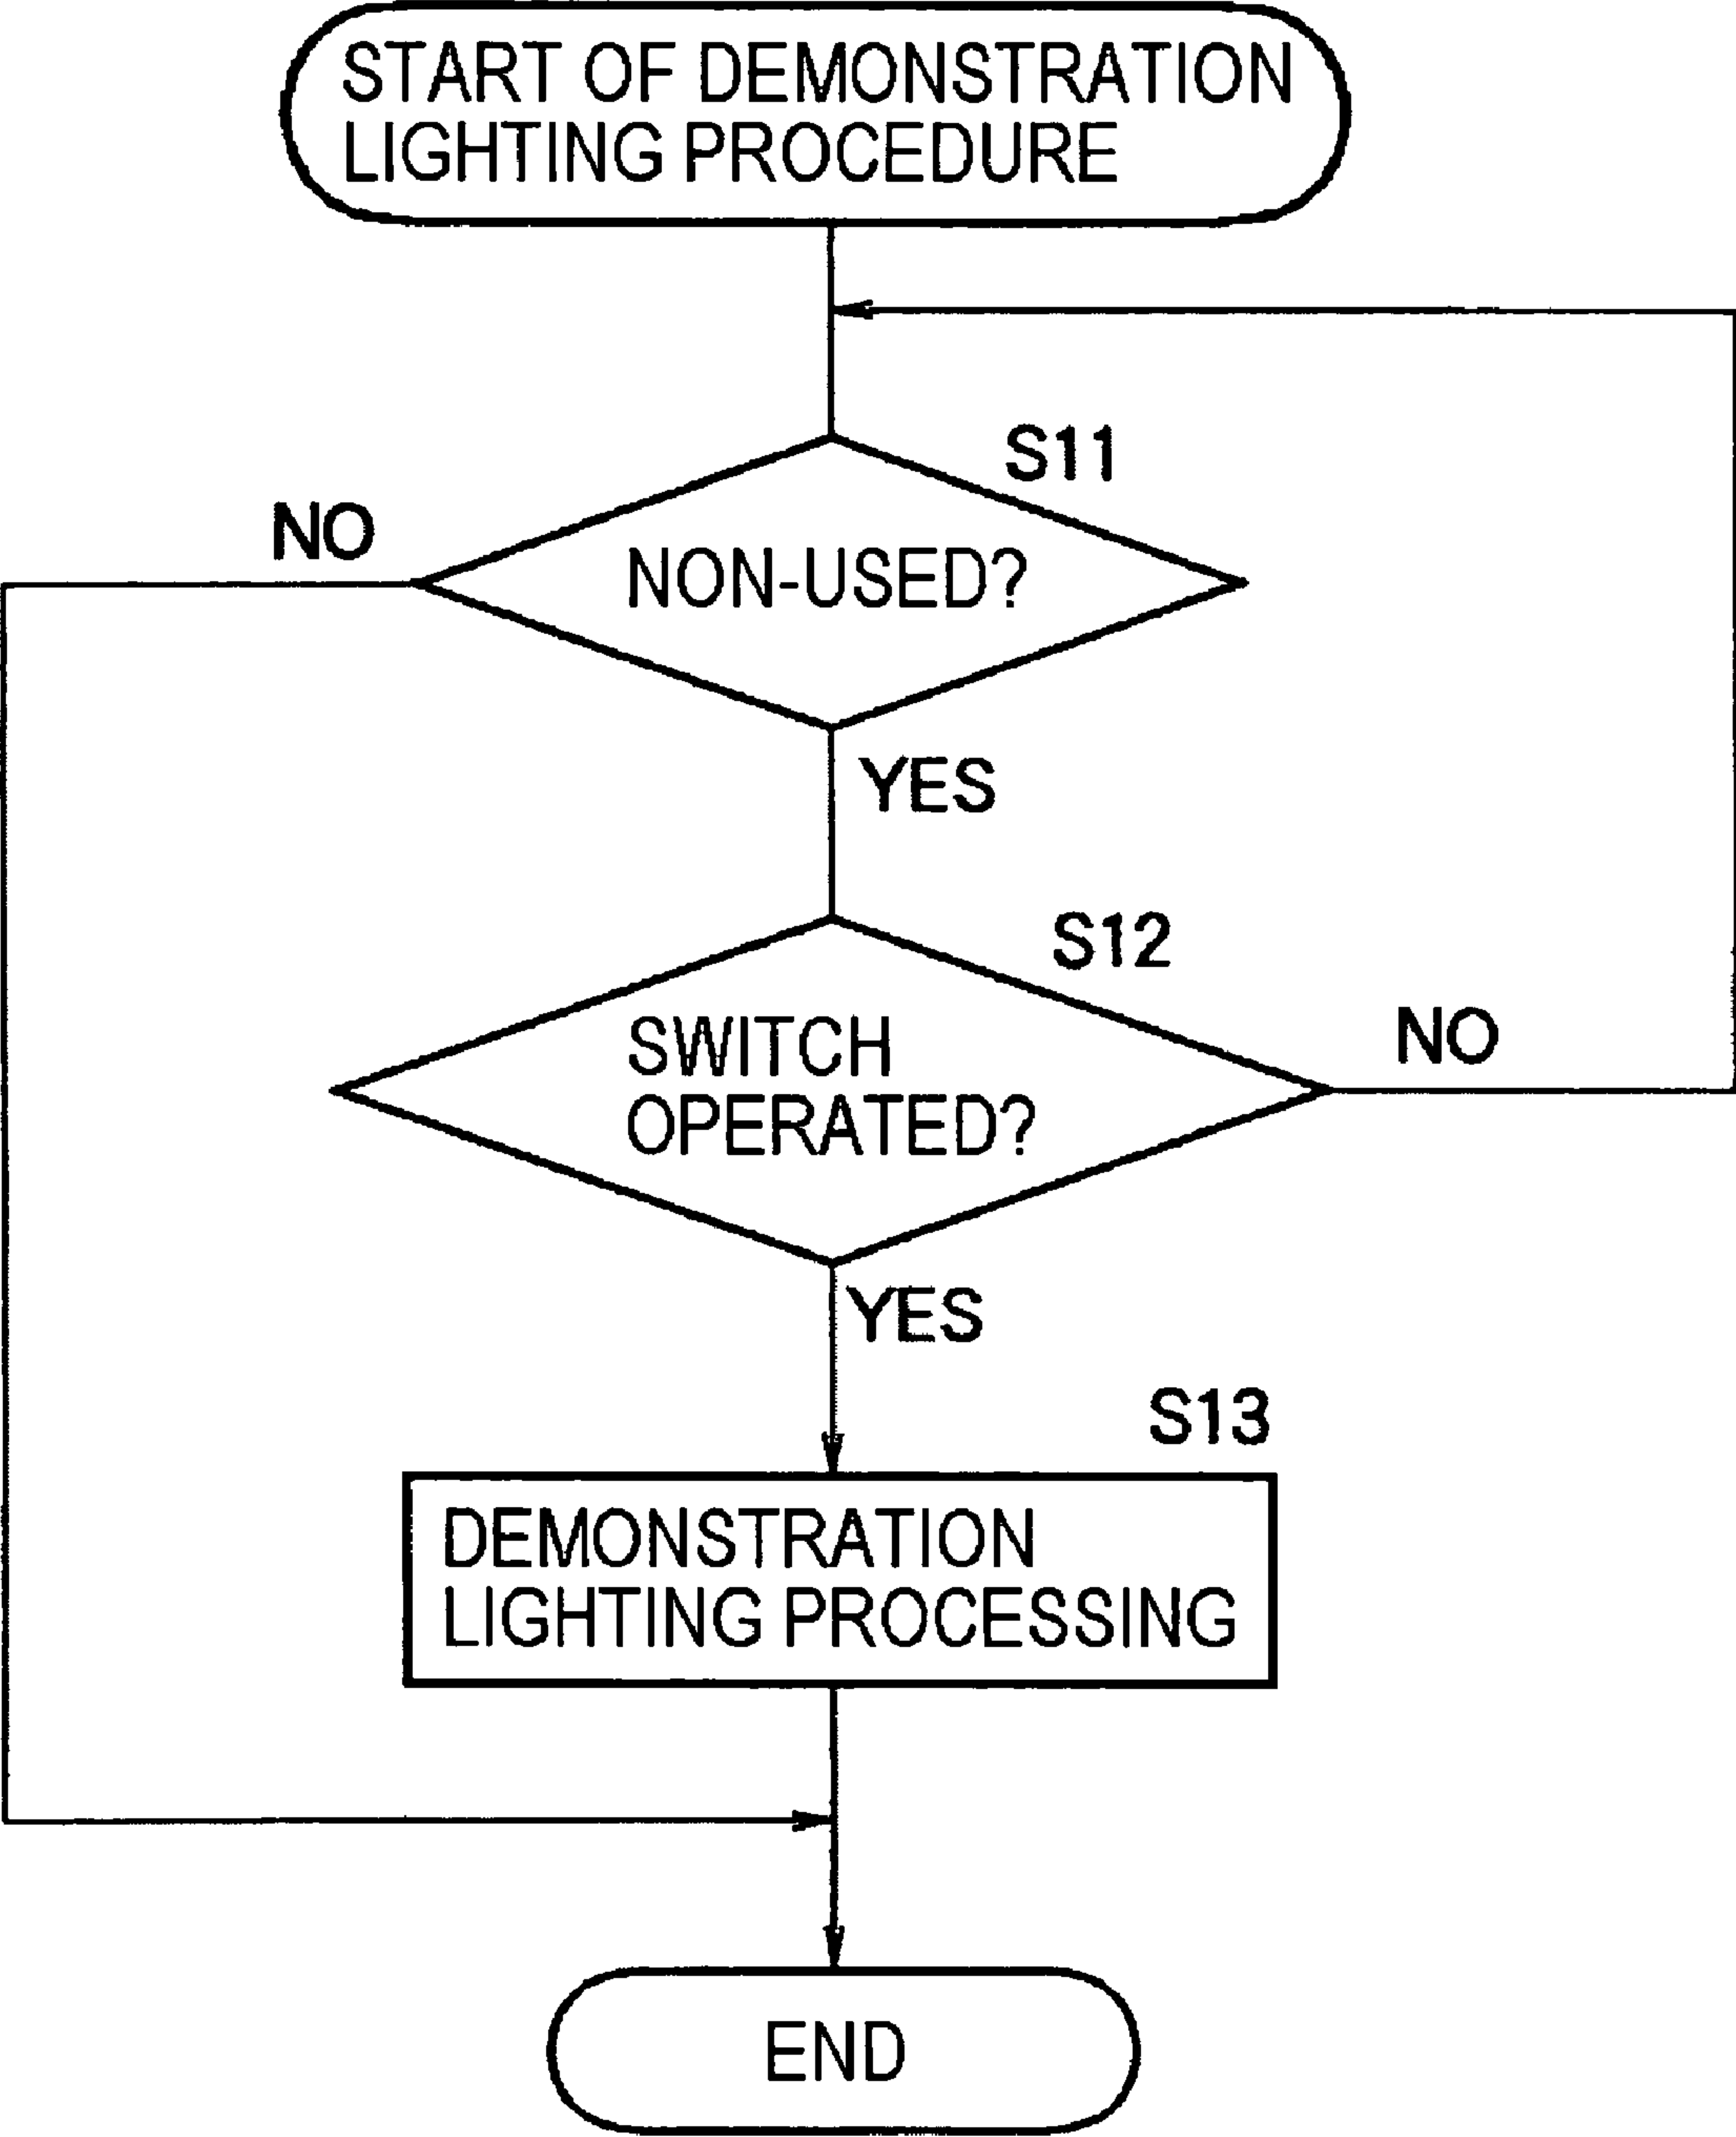 START OF DEMONSTRATION
LIGHTING PROCEDURE
S11
NO
NON-USED?
YES
S12
SWITCH
OPERATED?
NO
YES
S13
DEMONSTRATION
LIGHTING PROCESSING
END